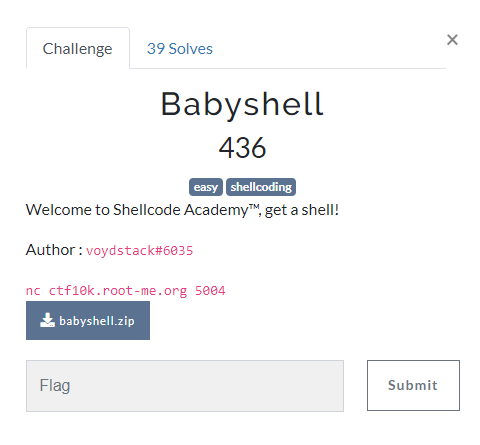 Challenge
39 Solves
×
Babyshell
436
easy shellcoding
Welcome to Shellcode Academy™, get a shell!
Author : voydstack#6035
nc ctf10k.root-me.org 5004
babyshell.zip
Flag
Submit